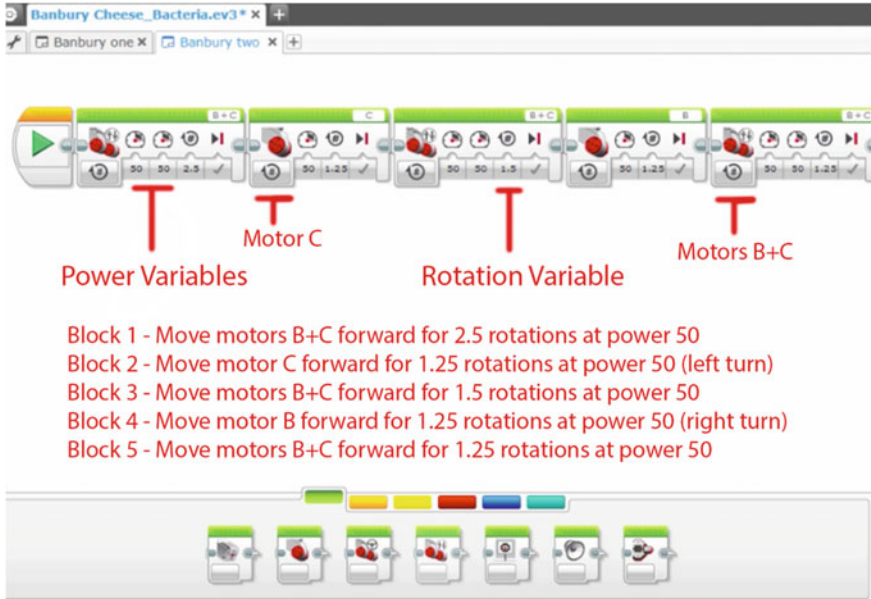 Banbury Cheese_Bacteria.ev3* × +
Banbury one × Banbury two × +
B + C C B + C B B + C
50 50 2.5 50 1.25 50 50 1.5 50 1.25 50 50 1.25
Motor C
Motors B+C
Power Variables Rotation Variable
Block 1 - Move motors B+C forward for 2.5 rotations at power 50
Block 2 - Move motor C forward for 1.25 rotations at power 50 (left turn)
Block 3 - Move motors B+C forward for 1.5 rotations at power 50
Block 4 - Move motor B forward for 1.25 rotations at power 50 (right turn)
Block 5 - Move motors B+C forward for 1.25 rotations at power 50